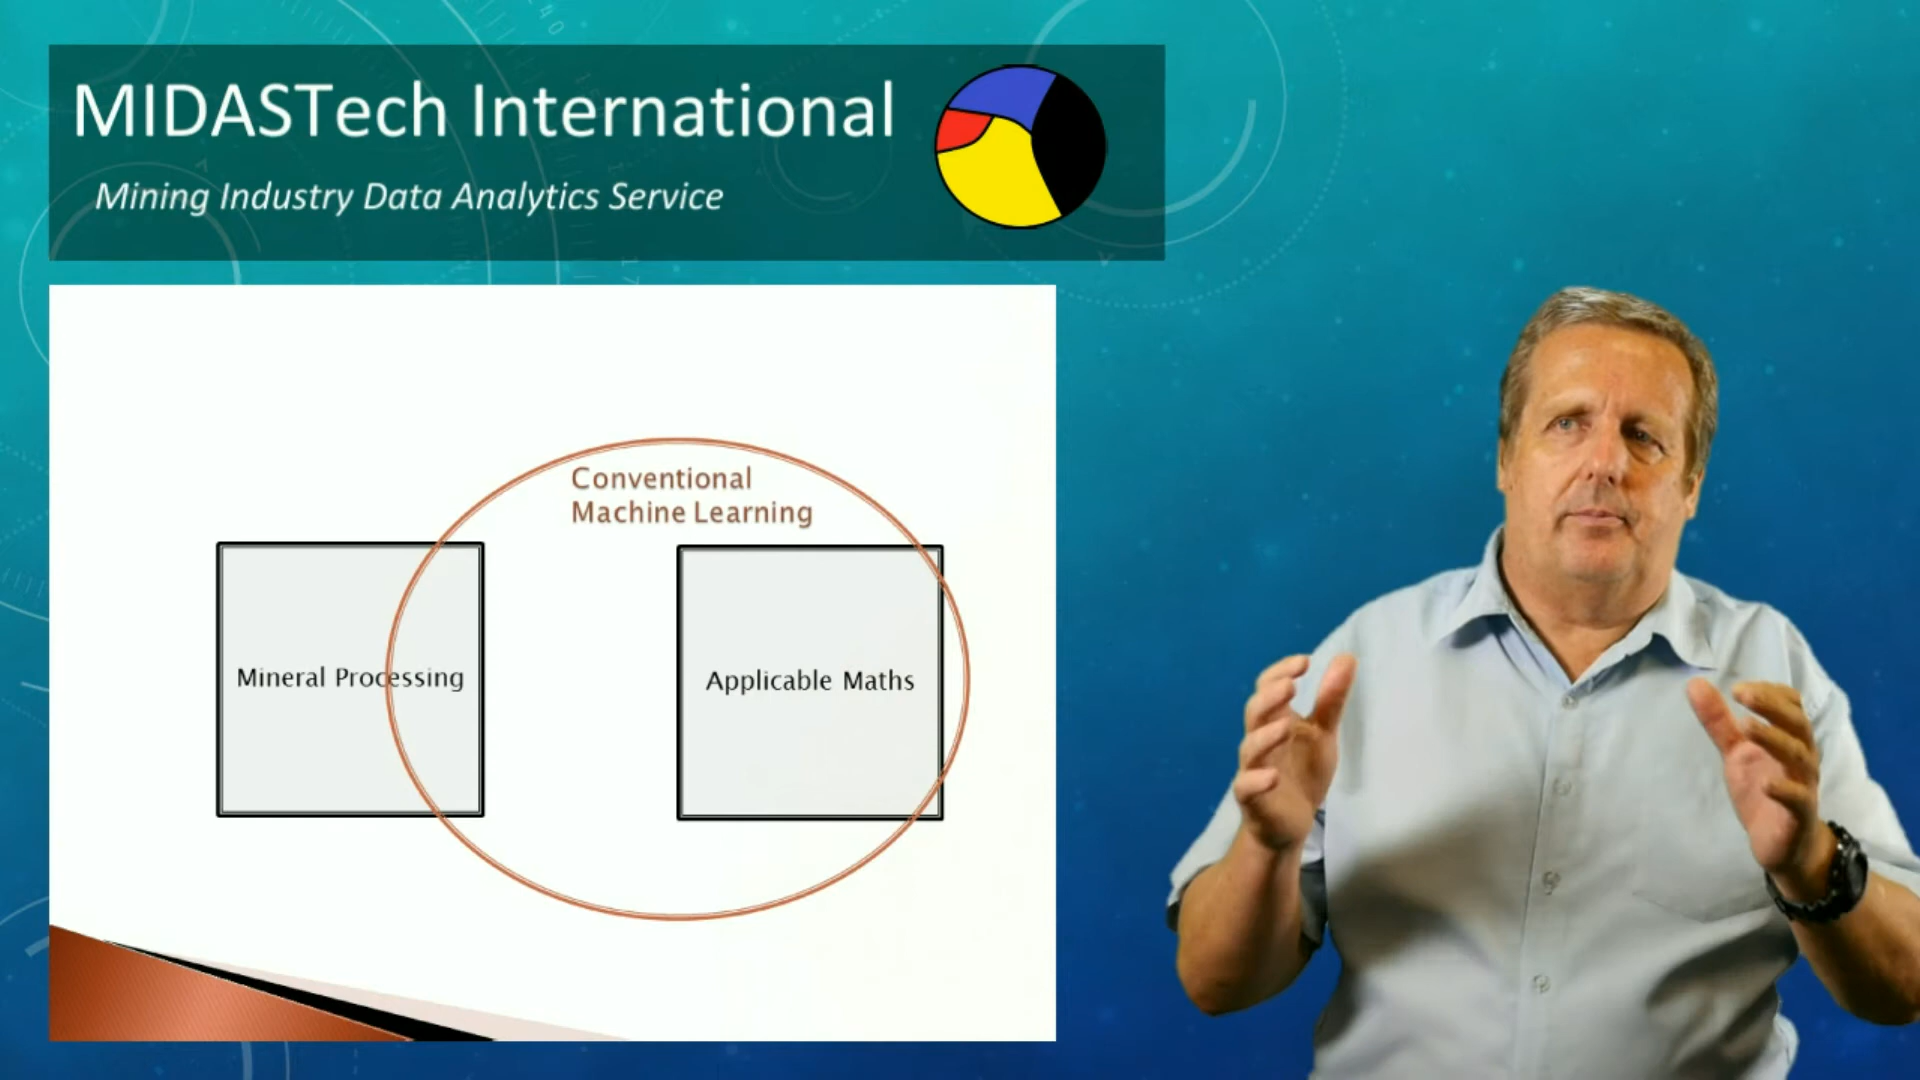 MIDASTech International
Mining Industry Data Analytics Service
Conventional
Machine Learning
Mineral Processing
Applicable Maths